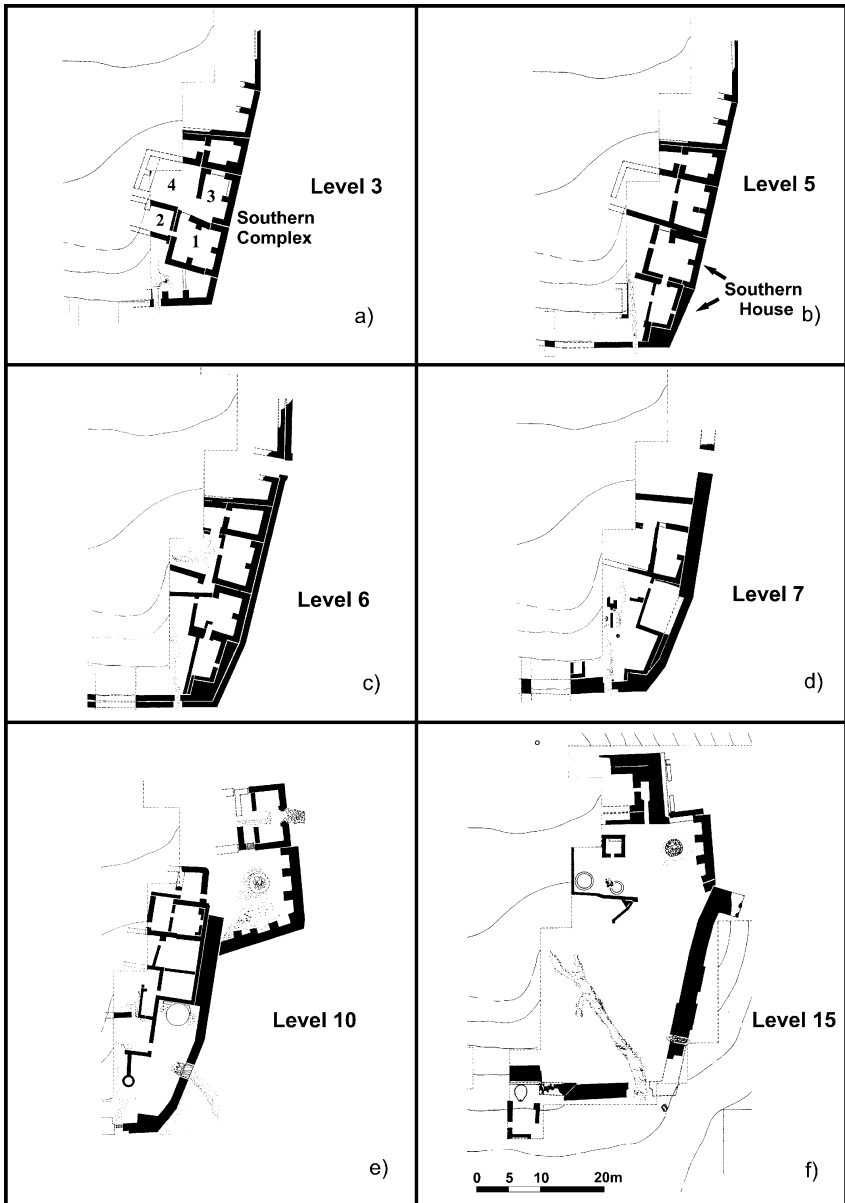 Level 3
4
3
2
1
Southern
Complex
a)
Level 5
Southern
House
b)
Level 6
c)
Level 7
d)
Level 10
e)
Level 15
0 5 10 20m
f)